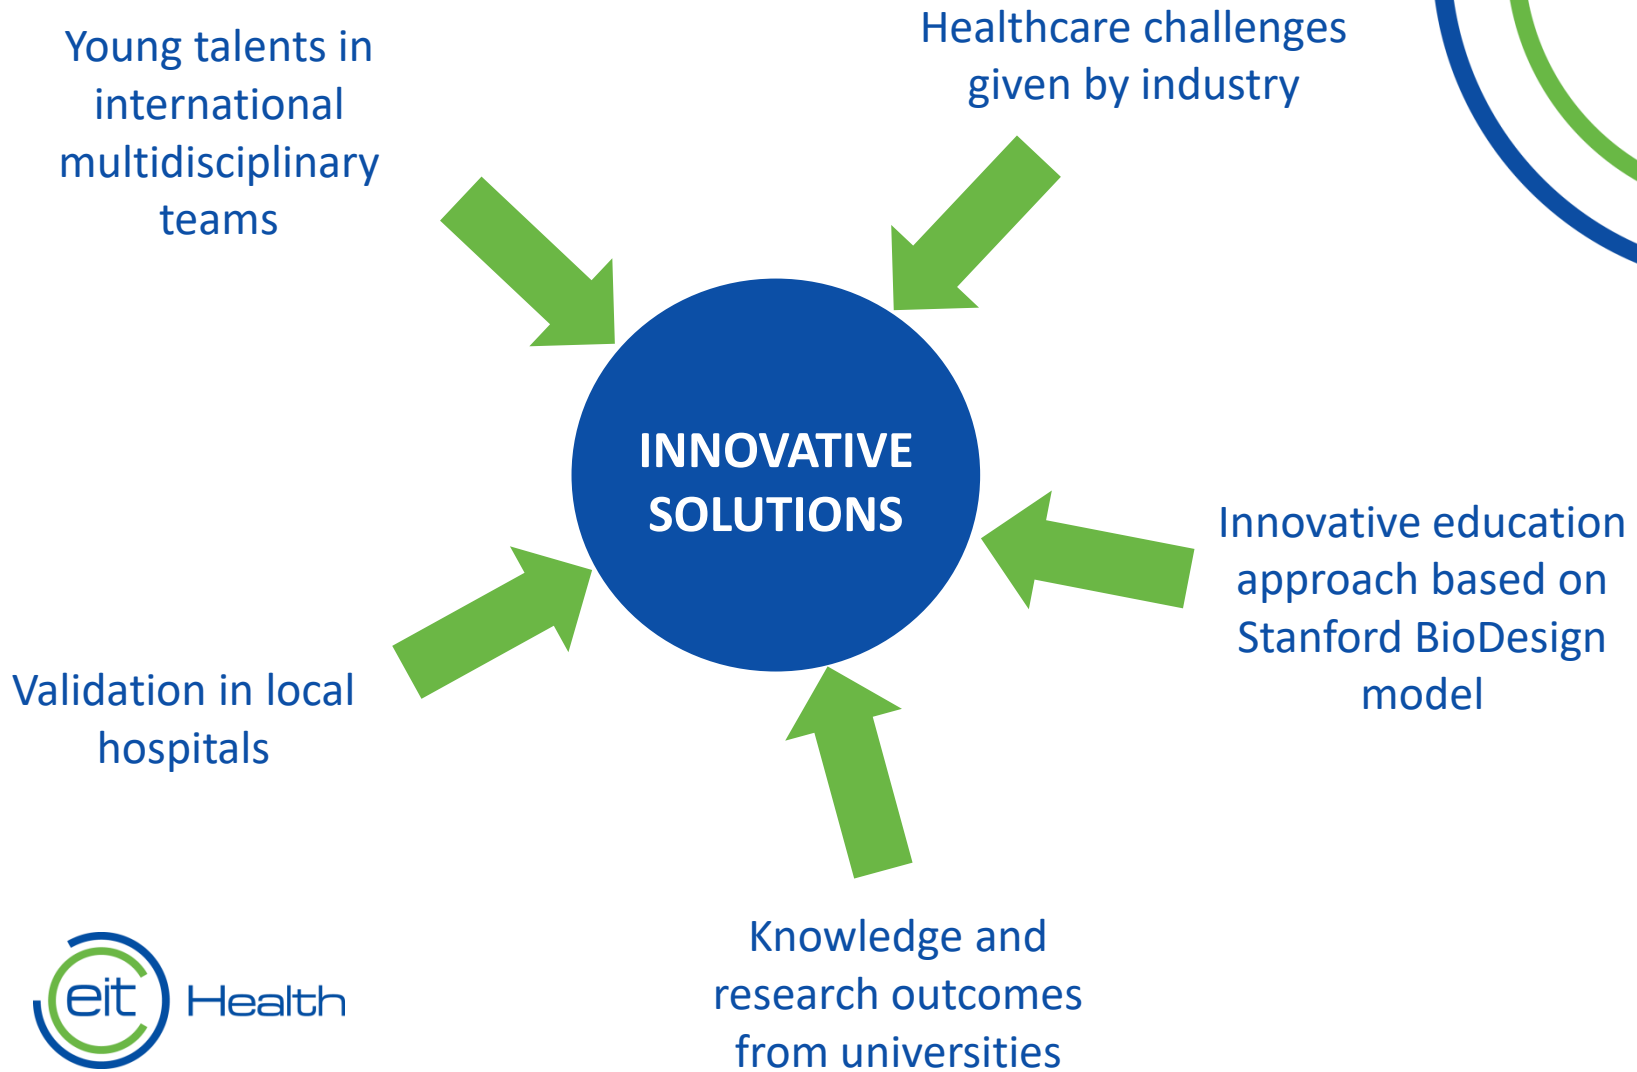 Young talents in
international
multidisciplinary
teams
Healthcare challenges
given by industry
INNOVATIVE
SOLUTIONS
Innovative education
approach based on
Stanford BioDesign
model
Validation in local
hospitals
Knowledge and
research outcomes
from universities
eit Health